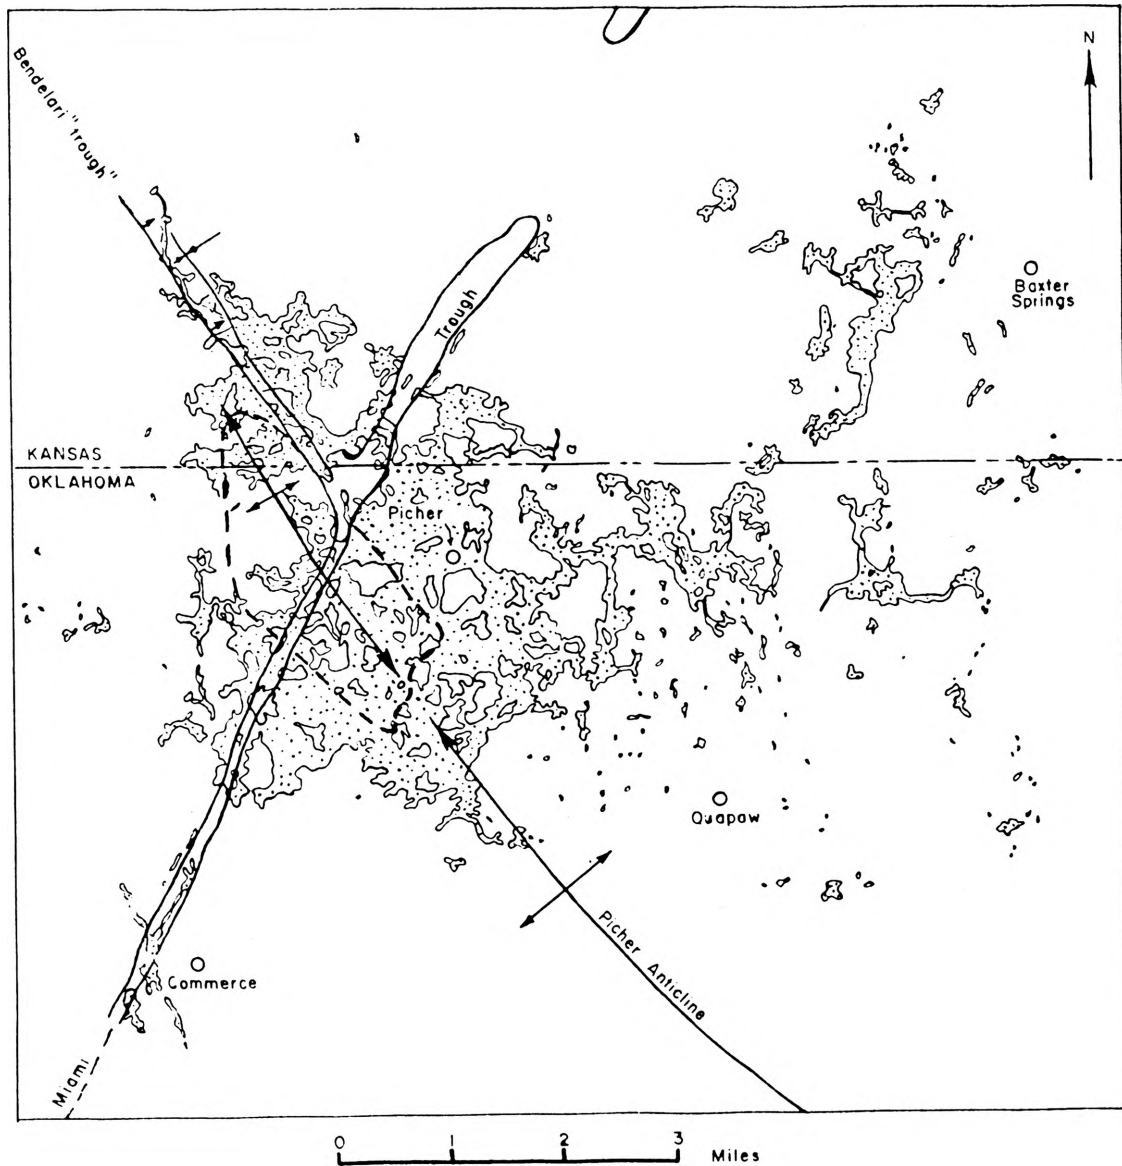 N
Bendelari "trough"
Baxter
Springs
Trough
KANSAS
OKLAHOMA
Picher
Quapaw
Picher Anticline
Commerce
Miami
0 1 2 3
Miles